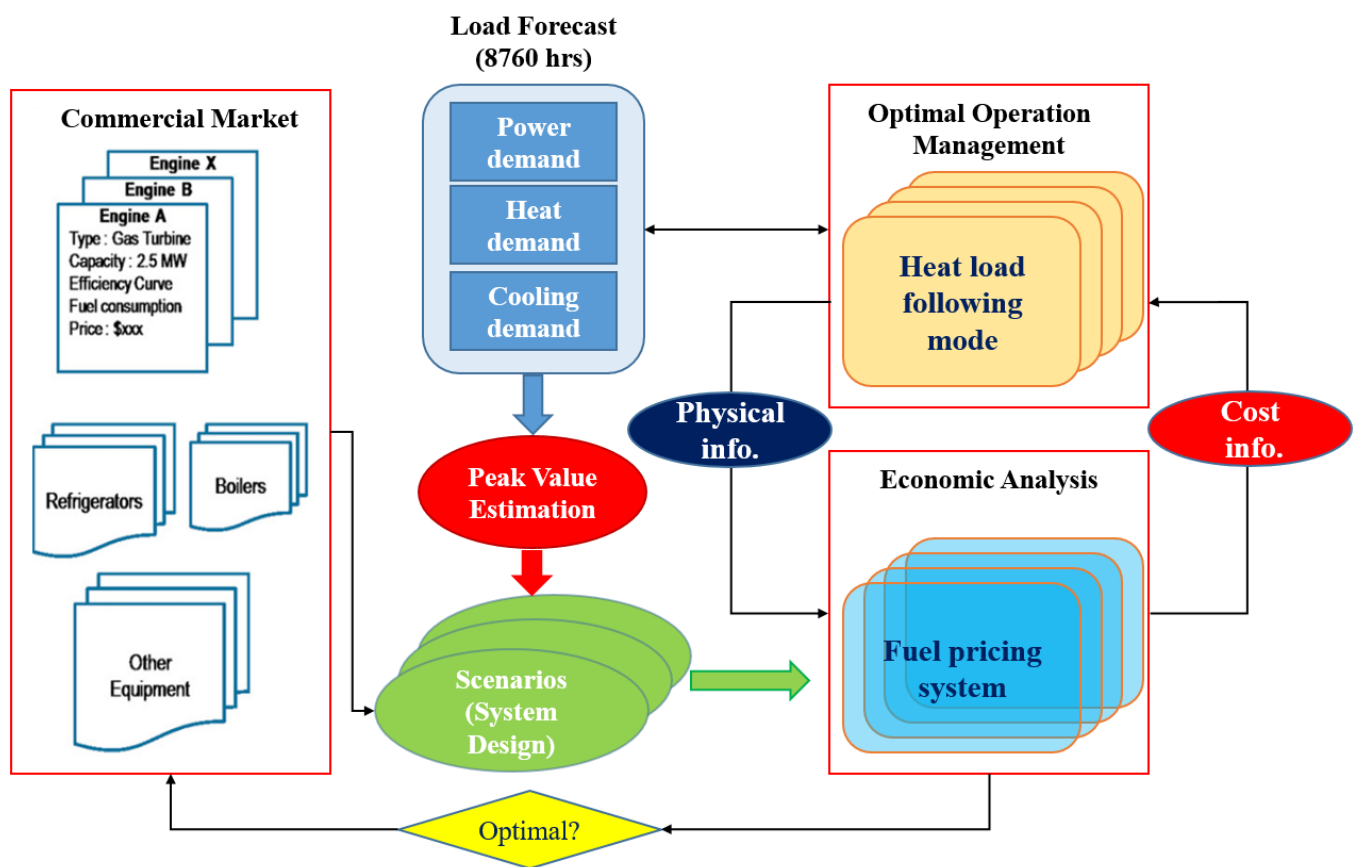 Load Forecast
(8760 hrs)
Commercial Market
Engine X
Engine B
Engine A
Type : Gas Turbine
Capacity : 2.5 MW
Efficiency Curve
Fuel consumption
Price : $xxx
Refrigerators
Boilers
Other
Equipment
Power
demand
Heat
demand
Cooling
demand
Peak Value
Estimation
Scenarios
(System
Design)
Optimal Operation
Management
Heat load
following
mode
Physical
info.
Cost
info.
Economic Analysis
Fuel pricing
system
Optimal?